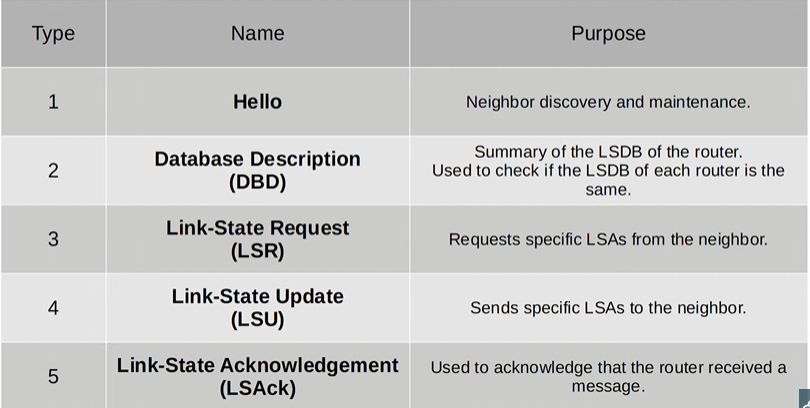 Type Name Purpose
1 Hello Neighbor discovery and maintenance.
2 Database Description
(DBD)
Summary of the LSDB of the router.
Used to check if the LSDB of each router is the
same.
3 Link-State Request
(LSR)
Requests specific LSAs from the neighbor.
4 Link-State Update
(LSU)
Sends specific LSAs to the neighbor.
5 Link-State Acknowledgement
(LSAck)
Used to acknowledge that the router received a
message.